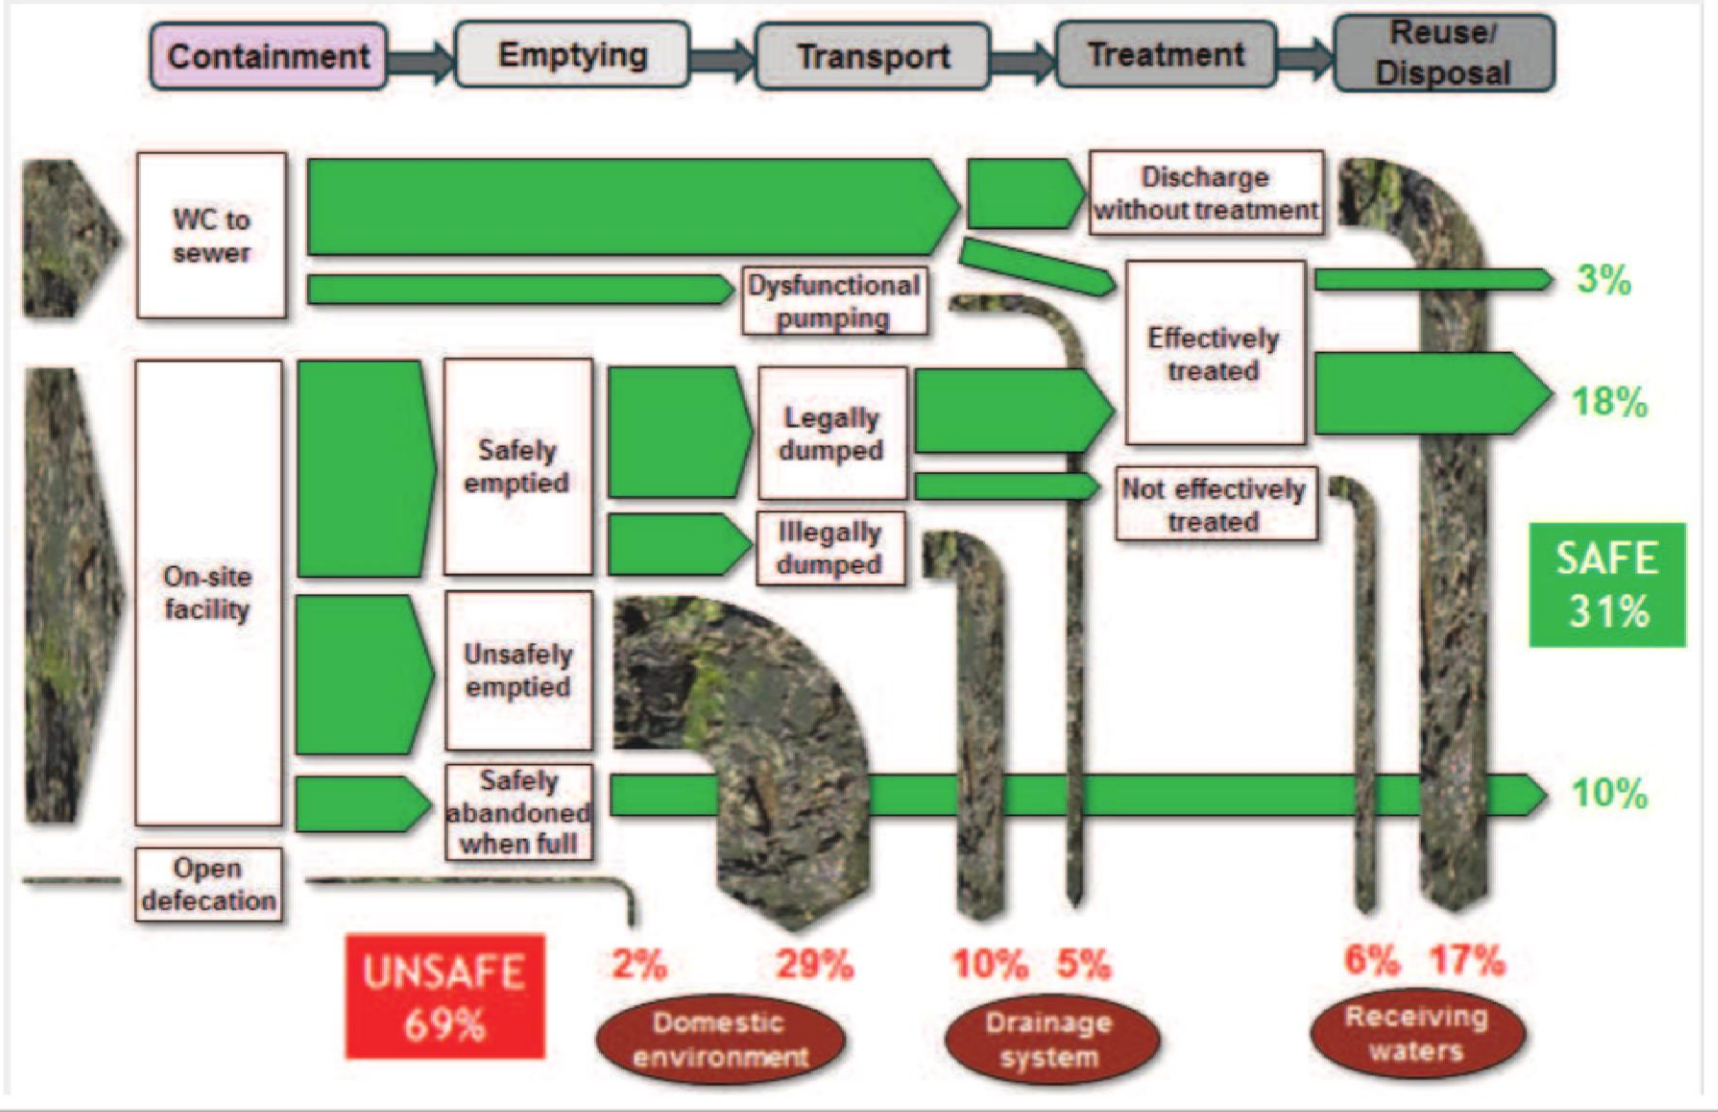 Containment
Emptying
Transport
Treatment
Reuse/
Disposal
WC to
sewer
Discharge
without treatment
Dysfunctional
pumping
Effectively
treated
3%
18%
On-site
facility
Safely
emptied
Legally
dumped
Not effectively
treated
Illegally
dumped
SAFE
31%
Unsafely
emptied
Safely
abandoned
when full
10%
Open
defecation
UNSAFE
69%
2%
29%
10%
5%
6%
17%
Domestic
environment
Drainage
system
Receiving
waters